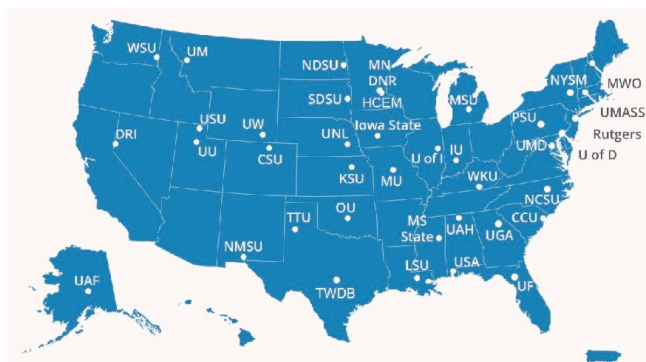 WSU
UM
NDSU
MN
DNR
HCEM
SDSU
MSU
NYSM
MWO
UMASS
PSU
Rutgers
UMD
U of D
DRI
USU
UU
UW
CSU
UNL
Iowa State
U of I
IU
KSU
MU
WKU
NCSU
CCU
TTU
OU
MS
State
UAH
UGA
NMSU
TWDB
LSU
USA
UF
UAF